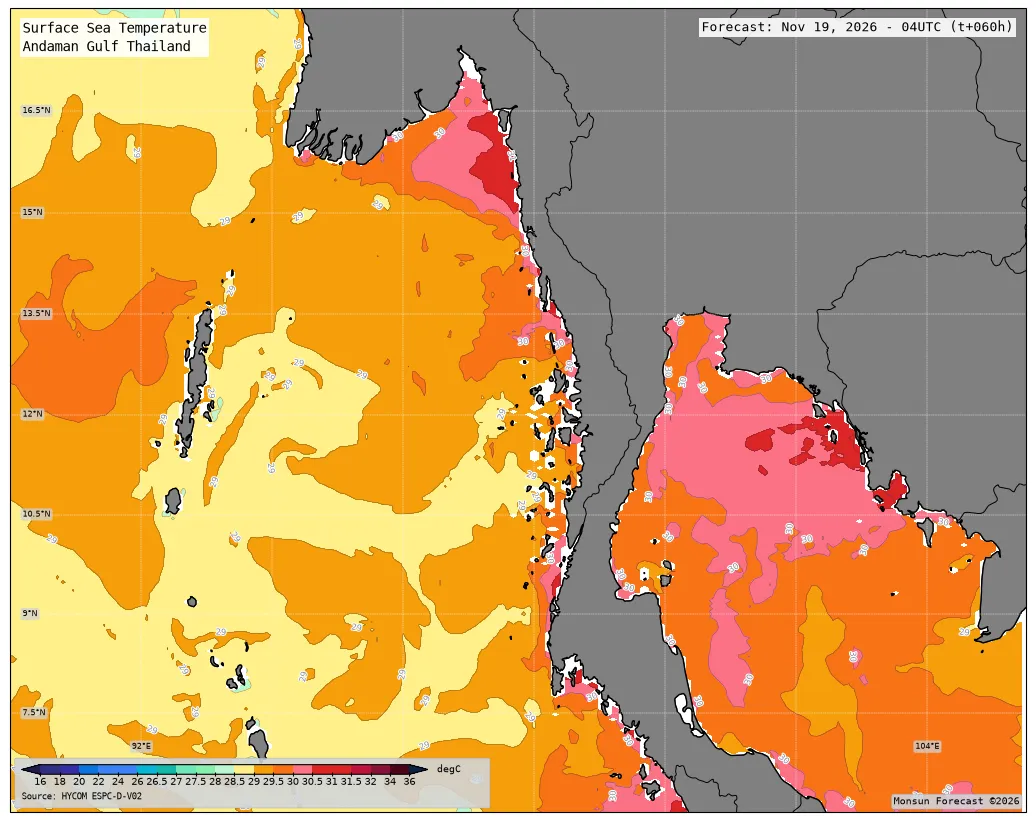 Surface Sea Temperature
Andaman Gulf Thailand
Forecast: Nov 19, 2026 - 04UTC (t+060h)
16.5°N
15°N
13.5°N
12°N
10.5°N
9°N
7.5°N
92°E
104°E
degC
16 18 20 22 24 26 26.5 27 27.5 28 28.5 29 29.5 30 30.5 31 31.5 32 34 36
Source: HYCOM ESPC-D-V02
Monsun Forecast ©2026